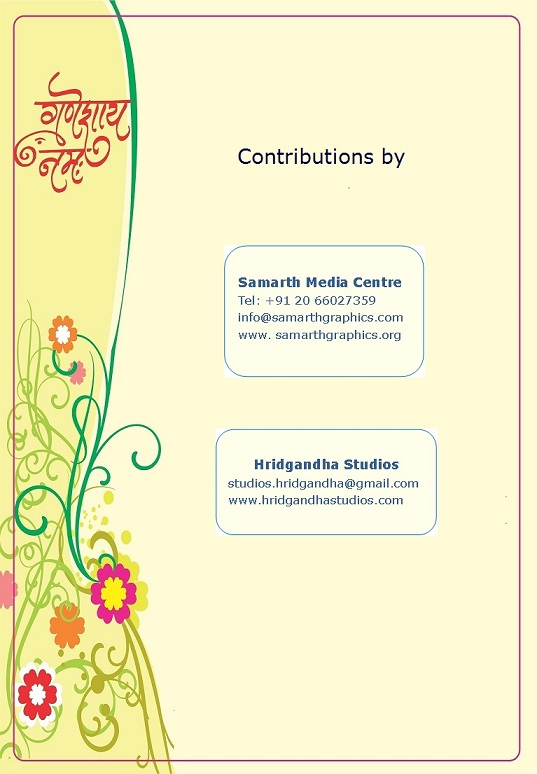 गणेशाय
नमः
Contributions by
Samarth Media Centre
Tel: +91 20 66027359
info@samarthgraphics.com
www. samarthgraphics.org
Hridgandha Studios
studios.hridgandha@gmail.com
www.hridgandhastudios.com